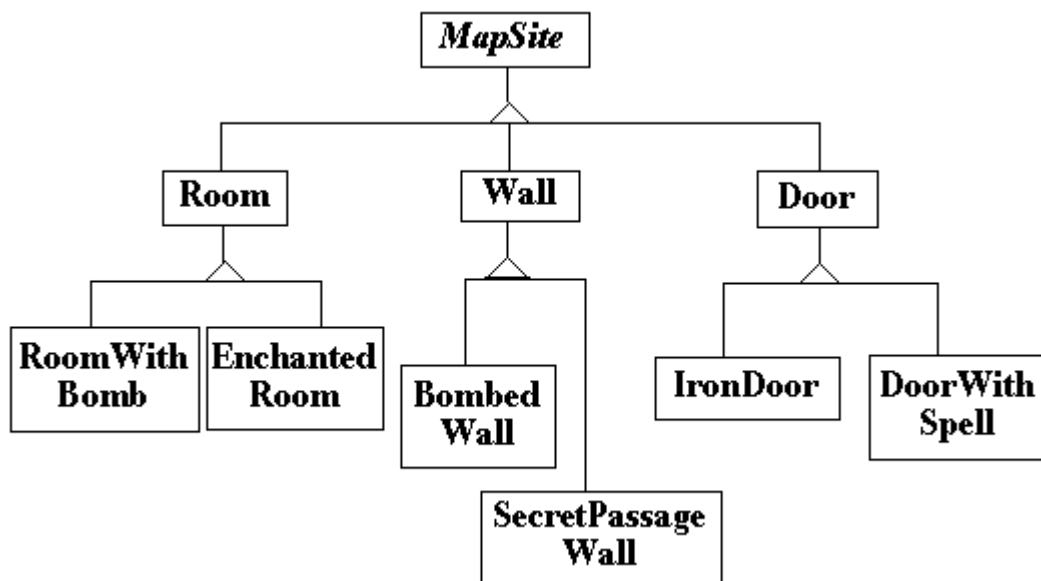 MapSite
Room
Wall
Door
RoomWith
Bomb
Enchanted
Room
Bombed
Wall
SecretPassage
Wall
IronDoor
DoorWith
Spell